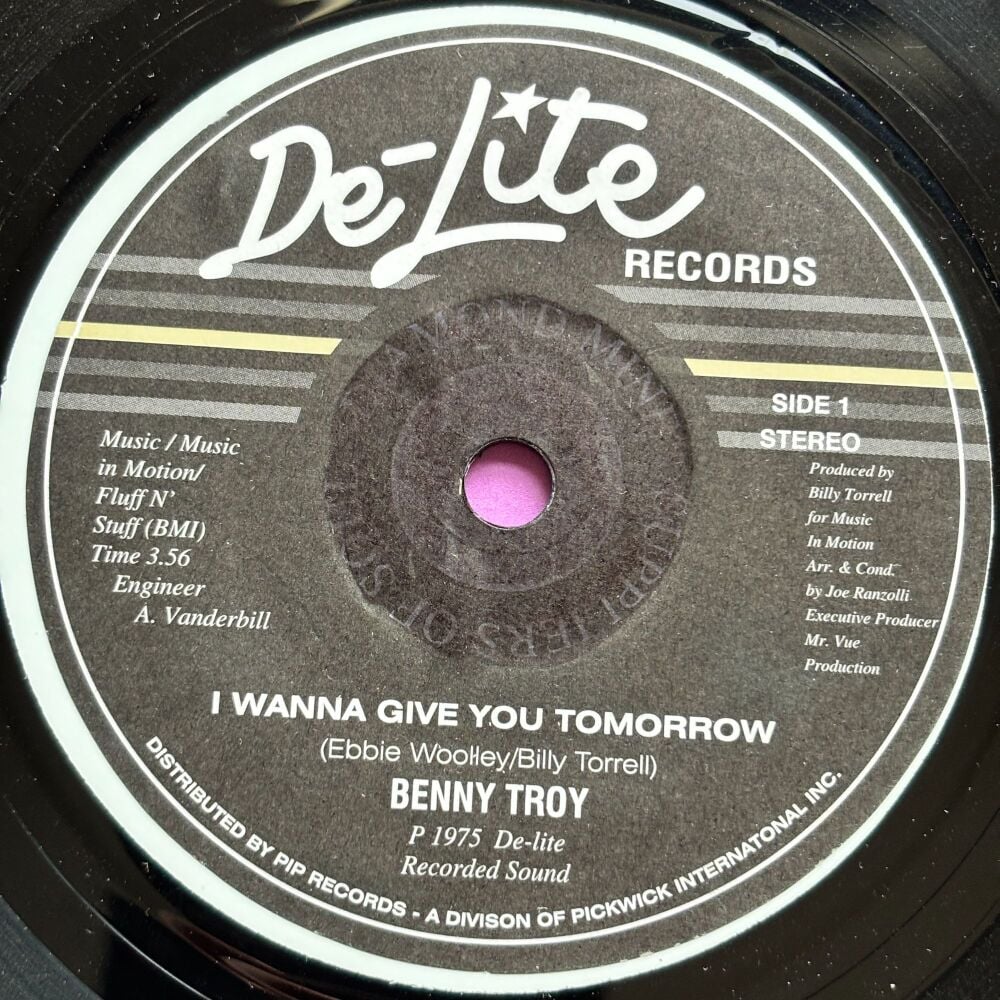 De-Lite
RECORDS
SIDE 1
STEREO
Music / Music
in Motion/
Fluff N'
Stuff (BMI)
Time 3.56
Engineer
A. Vanderbill
Produced by
Billy Torrell
for Music
In Motion
Arr. & Cond.
by Joe Ranzolli
Executive Producer
Mr. Vue
Production
I WANNA GIVE YOU TOMORROW
(Ebbie Woolley/Billy Torrell)
BENNY TROY
P 1975 De-lite
Recorded Sound
DISTRIBUTED BY PIP RECORDS - A DIVISON OF PICKWICK INTERNATONAL INC.
SUPPLIERS OF